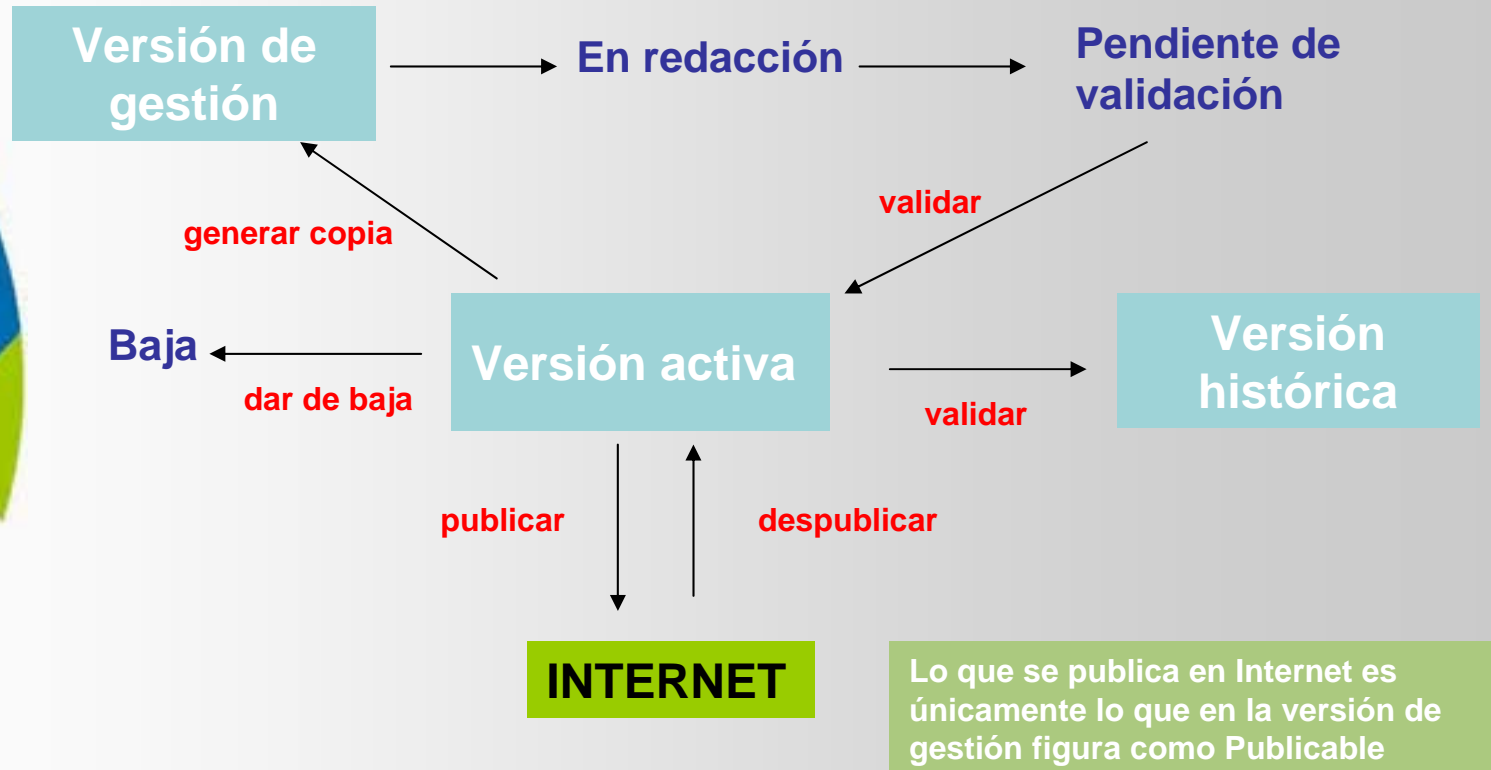 Versión de
gestión
En redacción
Pendiente de
validación
validar
generar copia
Baja
dar de baja
Versión activa
validar
Versión
histórica
publicar
despublicar
INTERNET
Lo que se publica en Internet es
únicamente lo que en la versión de
gestión figura como Publicable